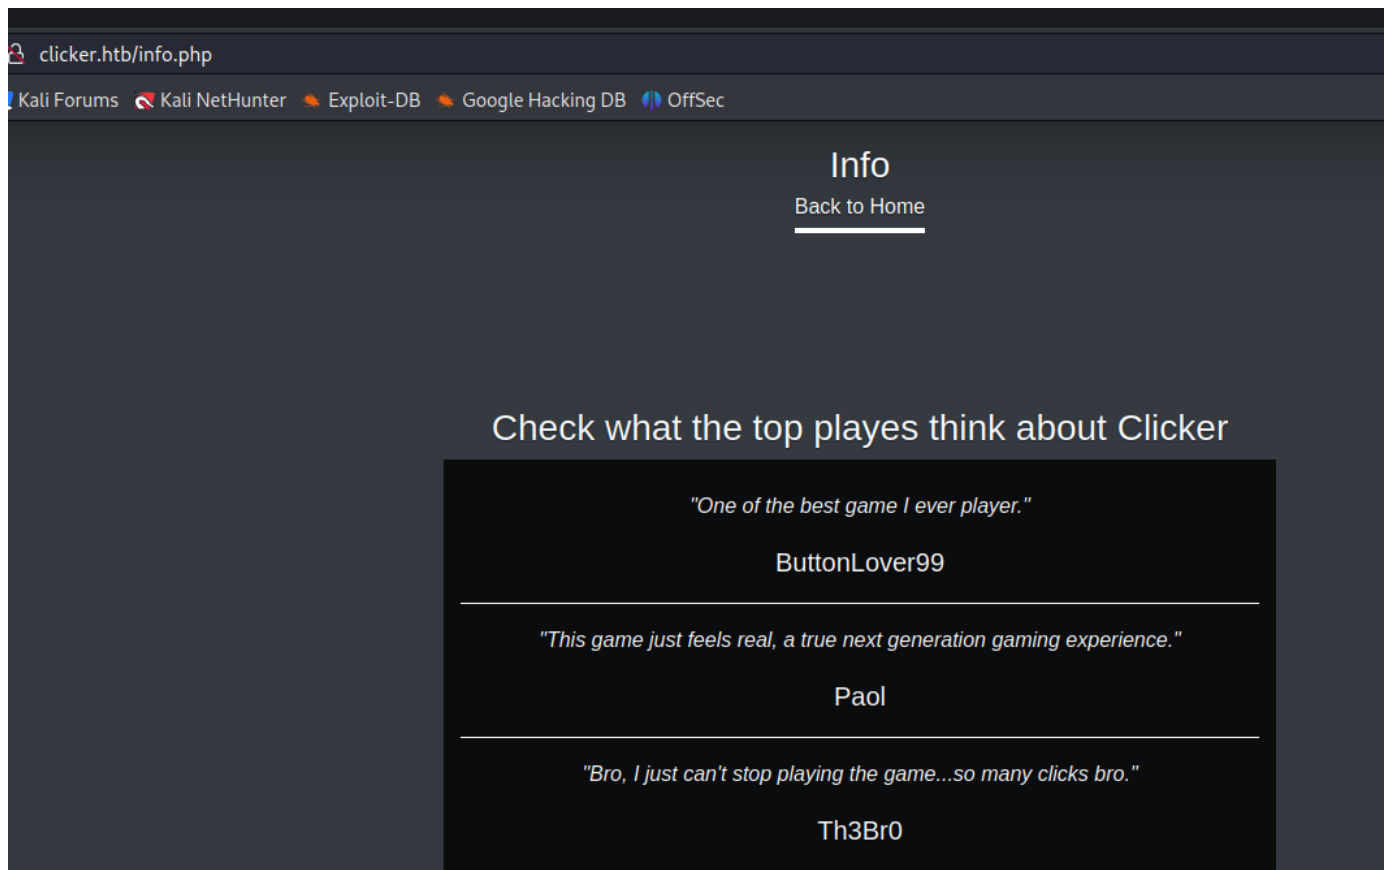 clicker.htb/info.php
Kali Forums Kali NetHunter Exploit-DB Google Hacking DB OffSec
Info
Back to Home
Check what the top playes think about Clicker
"One of the best game I ever player."
ButtonLover99
"This game just feels real, a true next generation gaming experience."
Paol
"Bro, I just can't stop playing the game...so many clicks bro."
Th3Br0